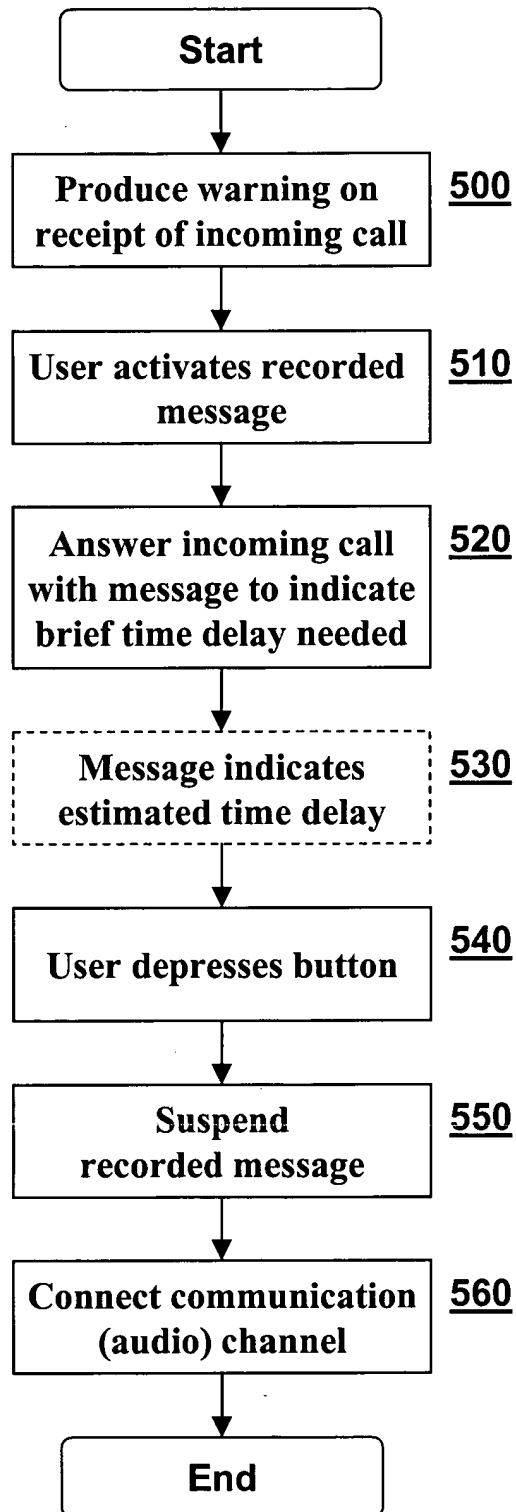 Start
Produce warning on
receipt of incoming call
500
User activates recorded
message
510
Answer incoming call
with message to indicate
brief time delay needed
520
Message indicates
estimated time delay
530
User depresses button
540
Suspend
recorded message
550
Connect communication
(audio) channel
560
End